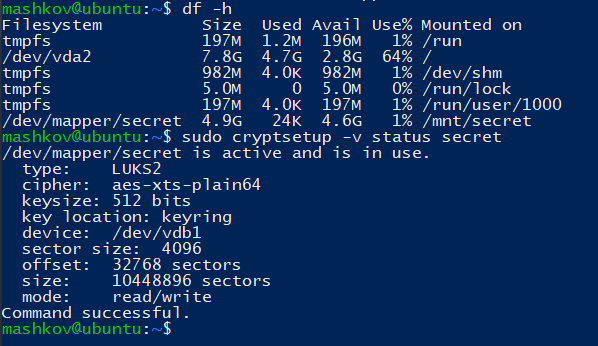 mashkov@ubuntu:~$ df -h
Filesystem Size Used Avail Use% Mounted on
tmpfs 197M 1.2M 196M 1% /run
/dev/vda2 7.8G 4.7G 2.8G 64% /
tmpfs 982M 4.0K 982M 1% /dev/shm
tmpfs 5.0M 0 5.0M 0% /run/lock
tmpfs 197M 4.0K 197M 1% /run/user/1000
/dev/mapper/secret 4.9G 24K 4.6G 1% /mnt/secret
mashkov@ubuntu:~$ sudo cryptsetup -v status secret
/dev/mapper/secret is active and is in use.
type: LUKS2
cipher: aes-xts-plain64
keysize: 512 bits
key location: keyring
device: /dev/vdb1
sector size: 4096
offset: 32768 sectors
size: 10448896 sectors
mode: read/write
Command successful.
mashkov@ubuntu:~$